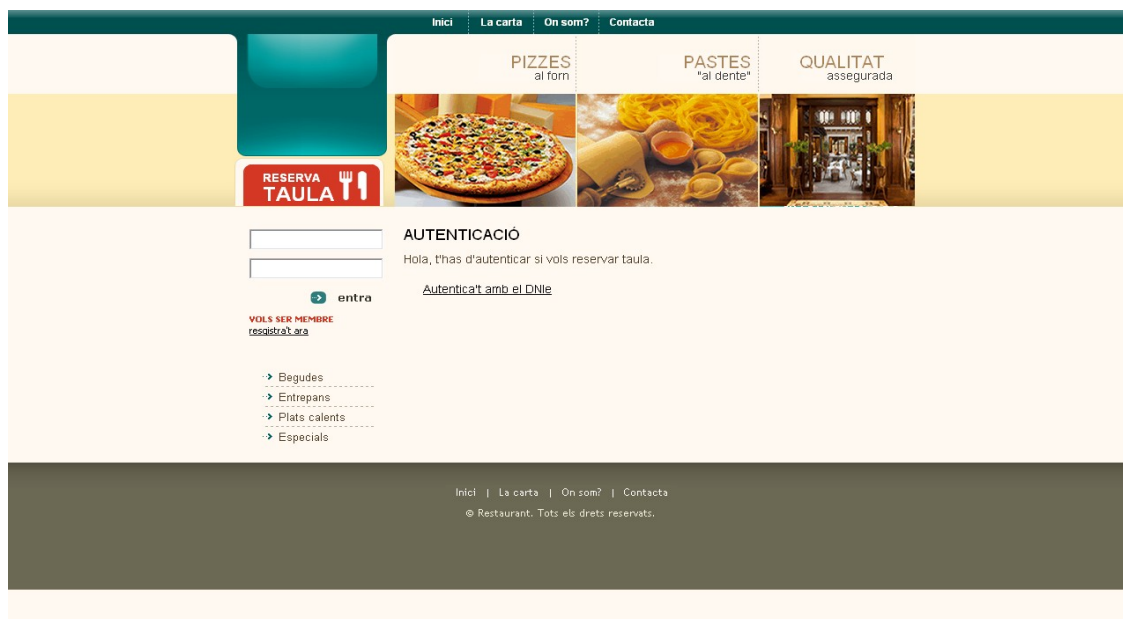 Inici La carta On som? Contacta
PIZZES
al forn
PASTES
"al dente"
QUALITAT
assegurada
RESERVA
TAULA
AUTENTICACIÓ
Hola, t'has d'autenticar si vols reservar taula.
Autentica't amb el DNIe
entra
VOLS SER MEMBRE
resgistra't ara
Begudes
Entrepans
Plats calents
Especials
Inici | La carta | On som? | Contacta
© Restaurant. Tots els drets reservats.